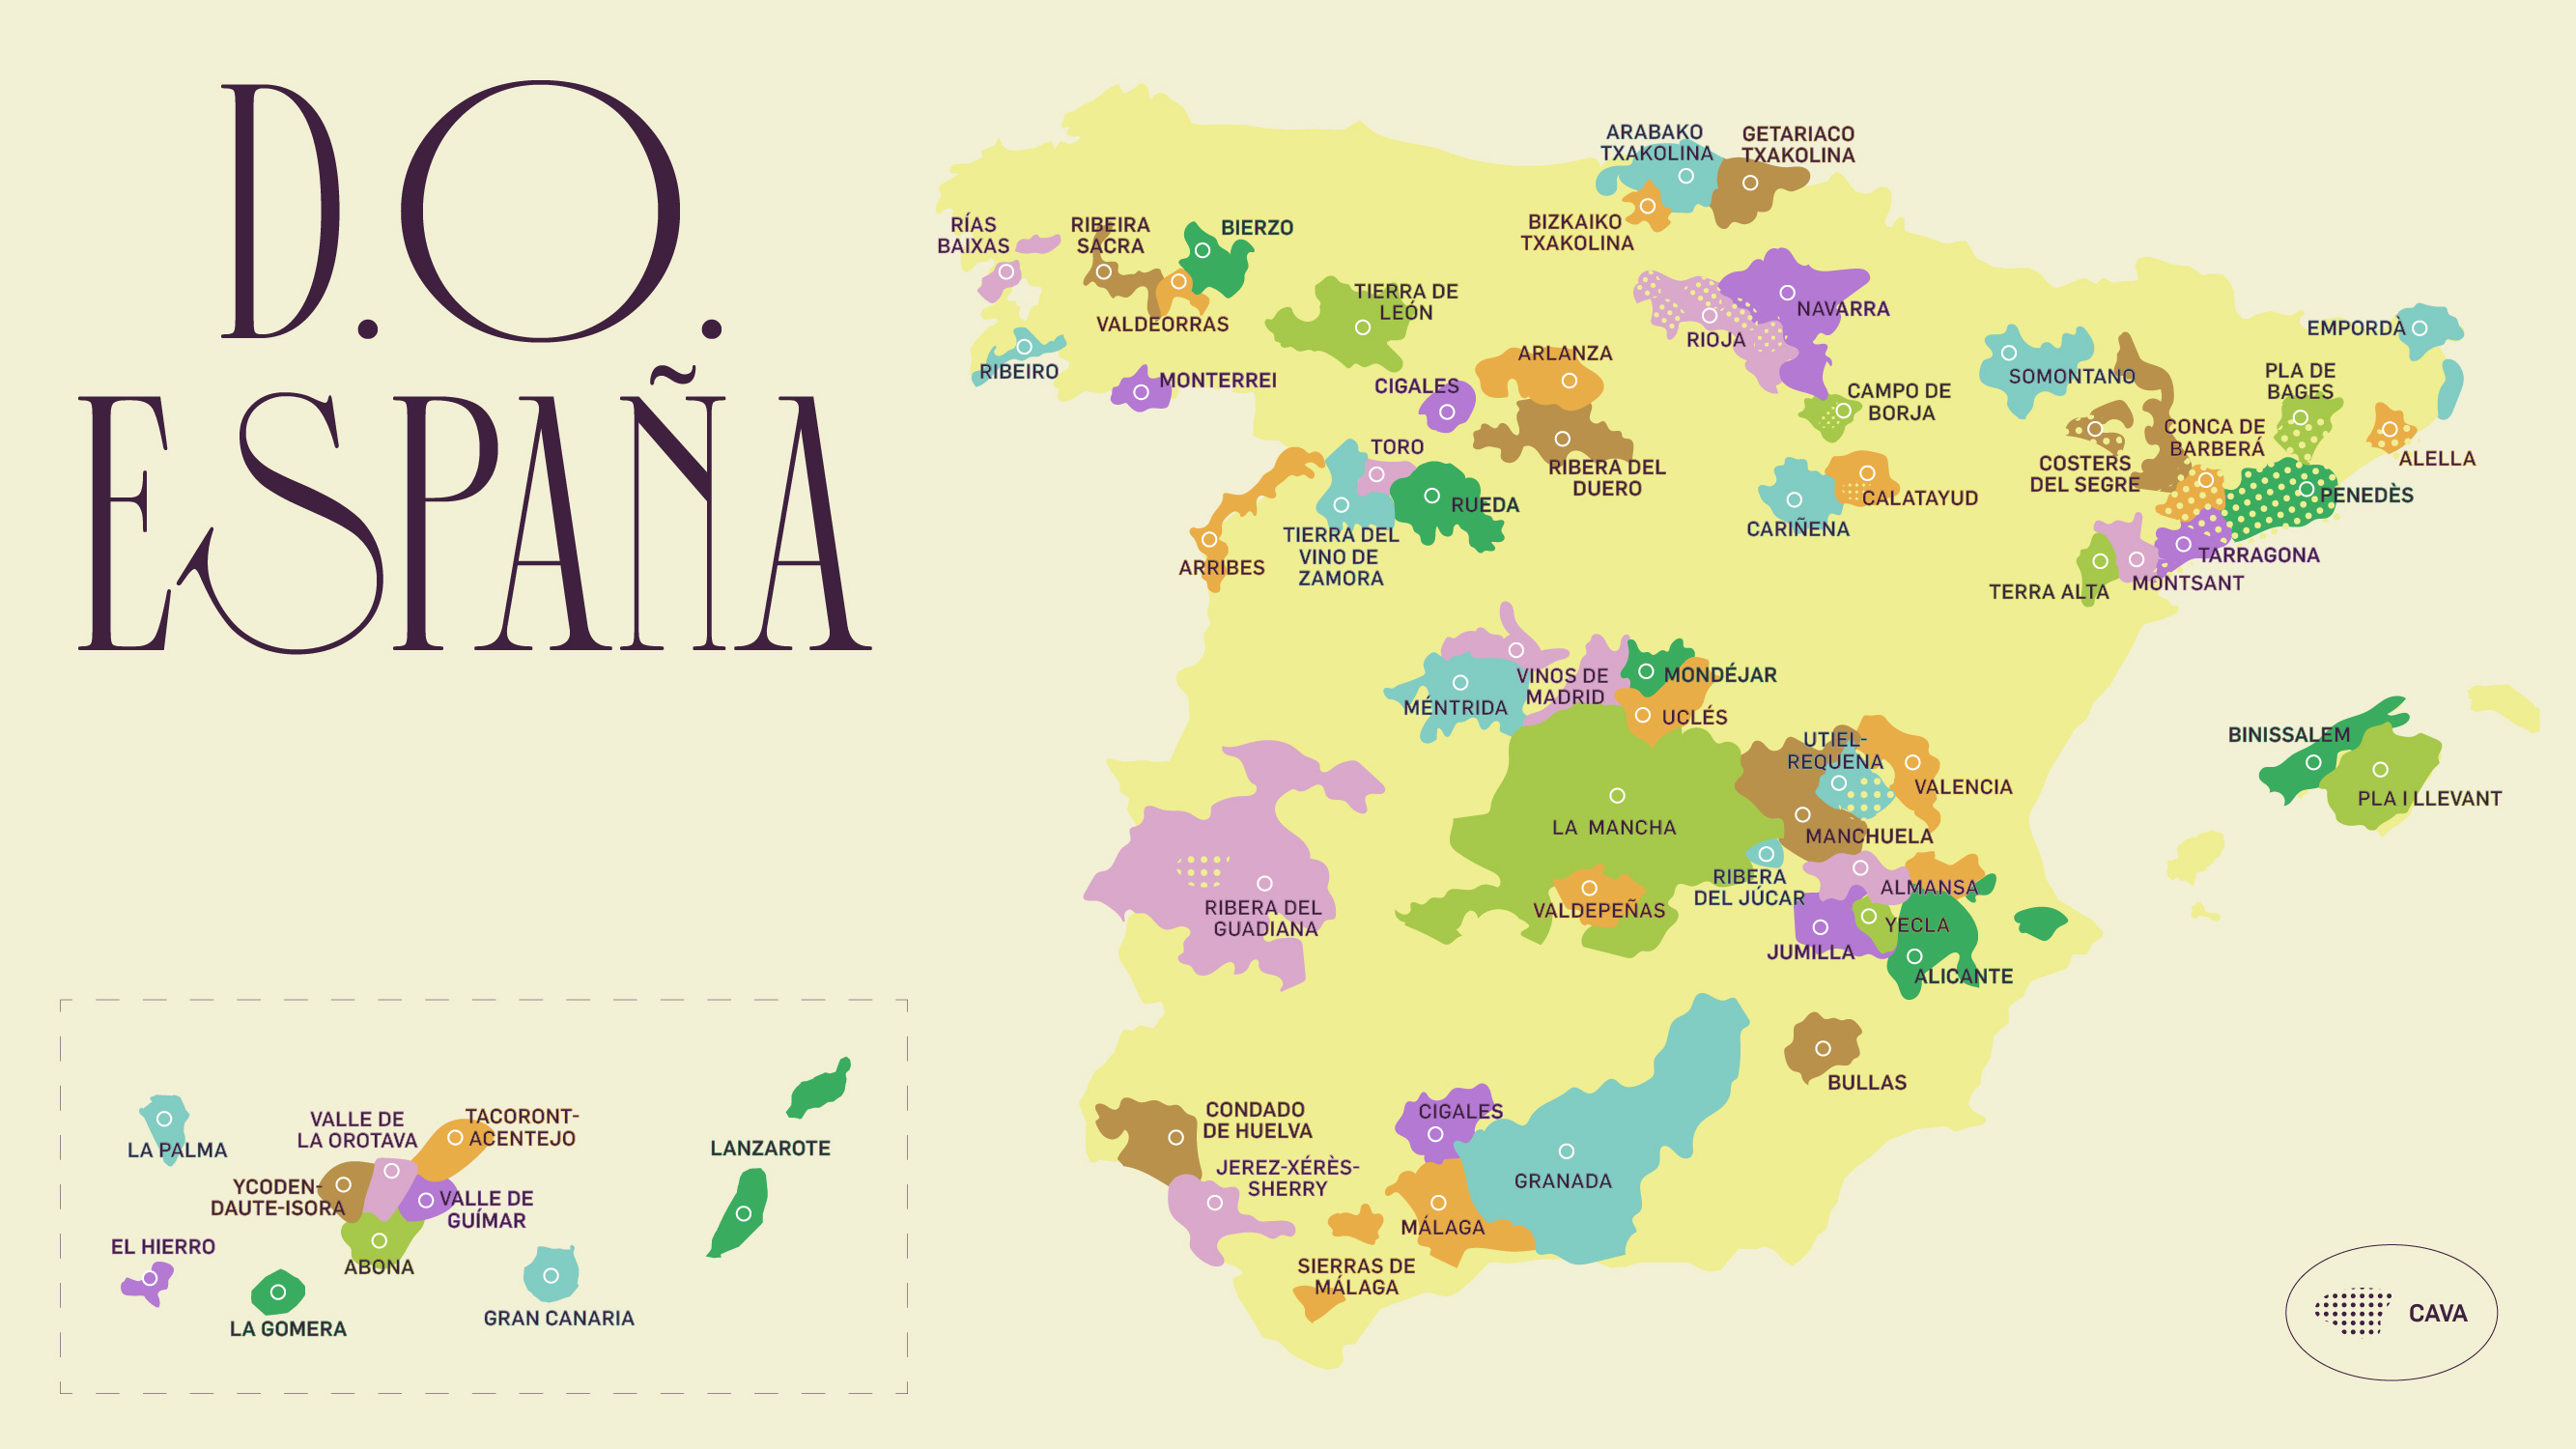 D.O.
ESPAÑA
ARABAKO
TXAKOLINA
GETARIACO
TXAKOLINA
BIZKAIKO
TXAKOLINA
RÍAS
BAIXAS
RIBEIRA
SACRA
BIERZO
VALDEORRAS
RIBEIRO
MONTERREI
TIERRA DE
LEÓN
NAVARRA
RIOJA
ARLANZA
CIGALES
CAMPO DE
BORJA
SOMONTANO
EMPORDÀ
PLA DE
BAGES
CONCA DE
BARBERÁ
ALELLA
COSTERS
DEL SEGRE
PENEDÈS
TORO
RIBERA DEL
DUERO
RUEDA
CALATAYUD
CARIÑENA
TIERRA DEL
VINO DE
ZAMORA
ARRIBES
TARRAGONA
MONTSANT
TERRA ALTA
VINOS DE
MADRID
MONDÉJAR
MÉNTRIDA
UCLÉS
UTIEL-
REQUENA
VALENCIA
BINISSALEM
PLA I LLEVANT
LA MANCHA
MANCHUELA
RIBERA
DEL JÚCAR
ALMANSA
VALDEPEÑAS
RIBERA DEL
GUADIANA
YECLA
JUMILLA
ALICANTE
BULLAS
CONDADO
DE HUELVA
CIGALES
JEREZ-XÉRÈS-
SHERRY
GRANADA
MÁLAGA
SIERRAS DE
MÁLAGA
LA PALMA
VALLE DE
LA OROTAVA
TACORONT-
ACENTEJO
LANZAROTE
YCODEN-
DAUTE-ISORA
VALLE DE
GUÍMAR
EL HIERRO
ABONA
LA GOMERA
GRAN CANARIA
CAVA